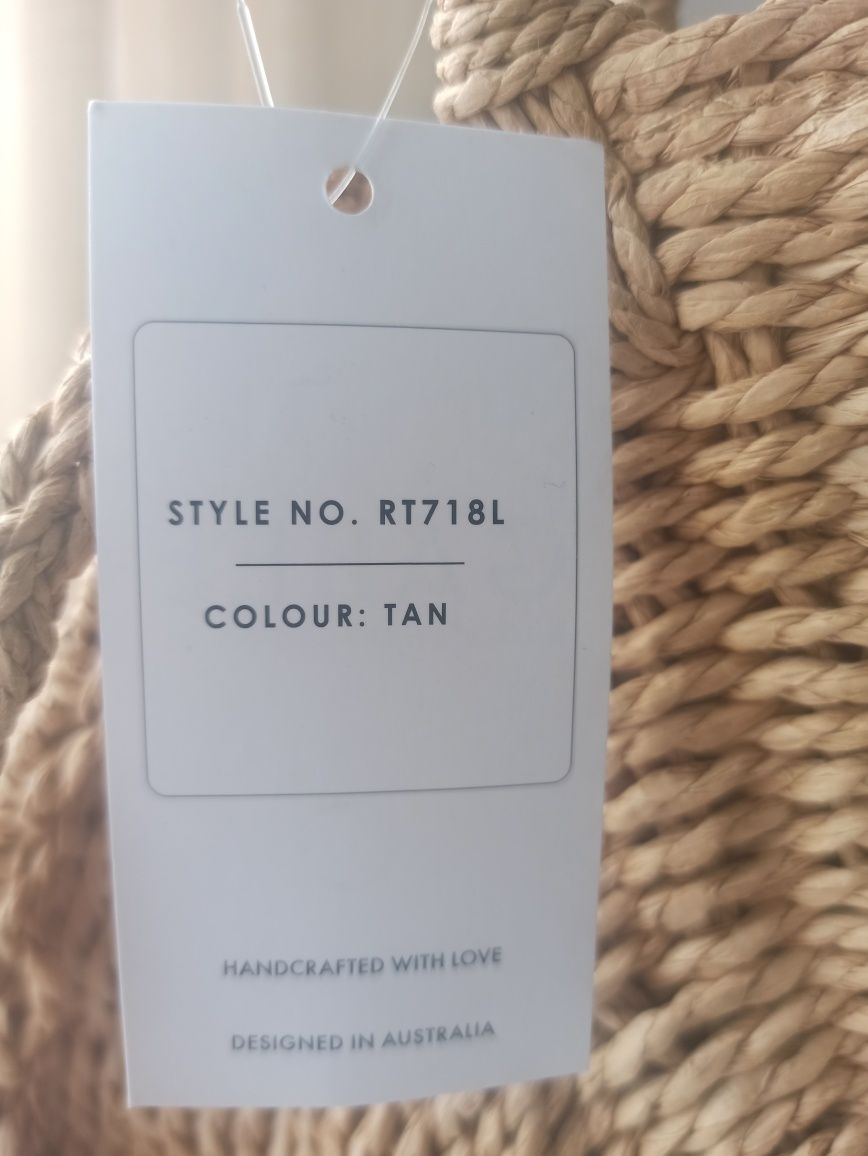 STYLE NO. RT718L
COLOUR: TAN
HANDCRAFTED WITH LOVE
DESIGNED IN AUSTRALIA